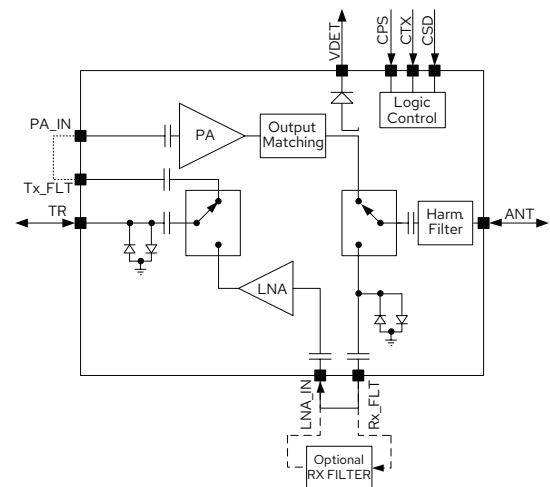 VDET
CPS
CTX
CSD
Logic
Control
PA_IN
PA
Output
Matching
Tx_FLT
TR
Harm.
Filter
ANT
LNA
LNA_IN
Rx_FLT
Optional
RX FILTER